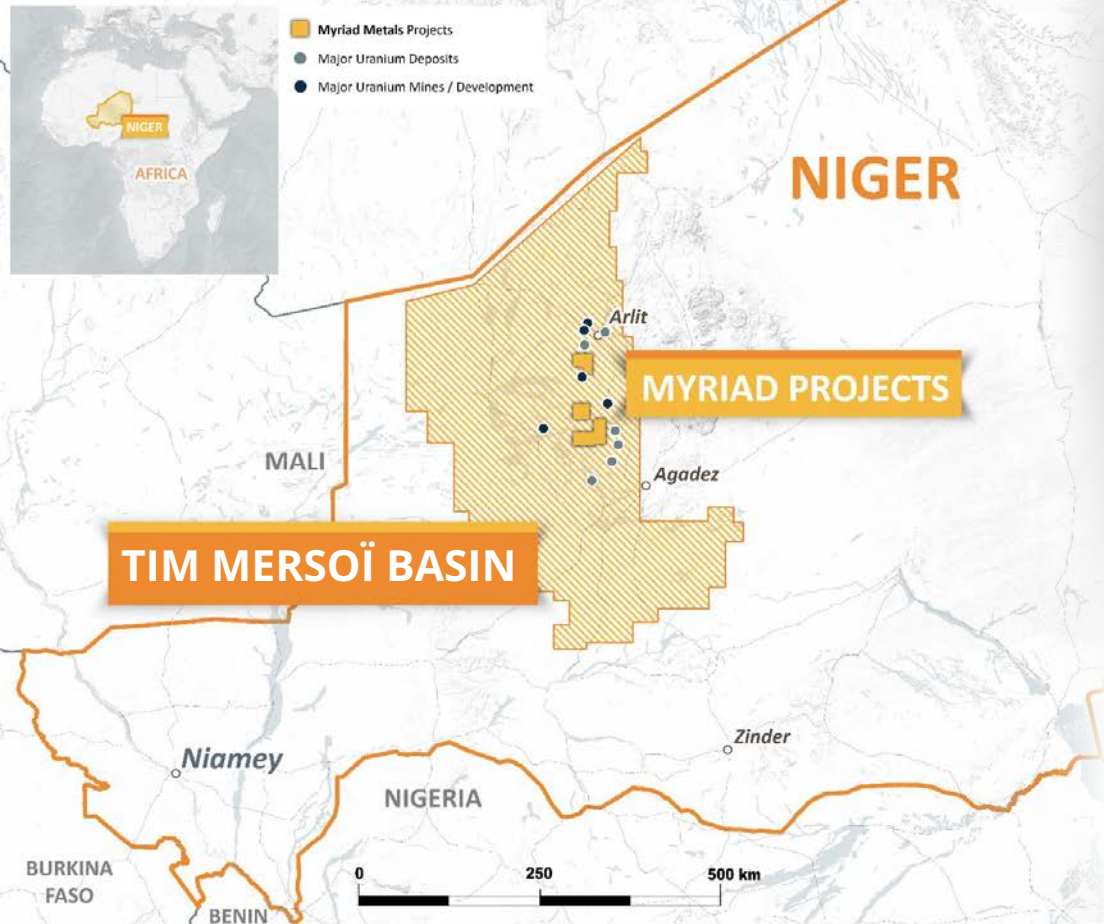 Myriad Metals Projects
Major Uranium Deposits
Major Uranium Mines / Development
NIGER
AFRICA
NIGER
Arlit
MYRIAD PROJECTS
MALI
Agadez
TIM MERSOÏ BASIN
Zinder
Niamey
NIGERIA
BURKINA
FASO
BENIN
0 250 500 km